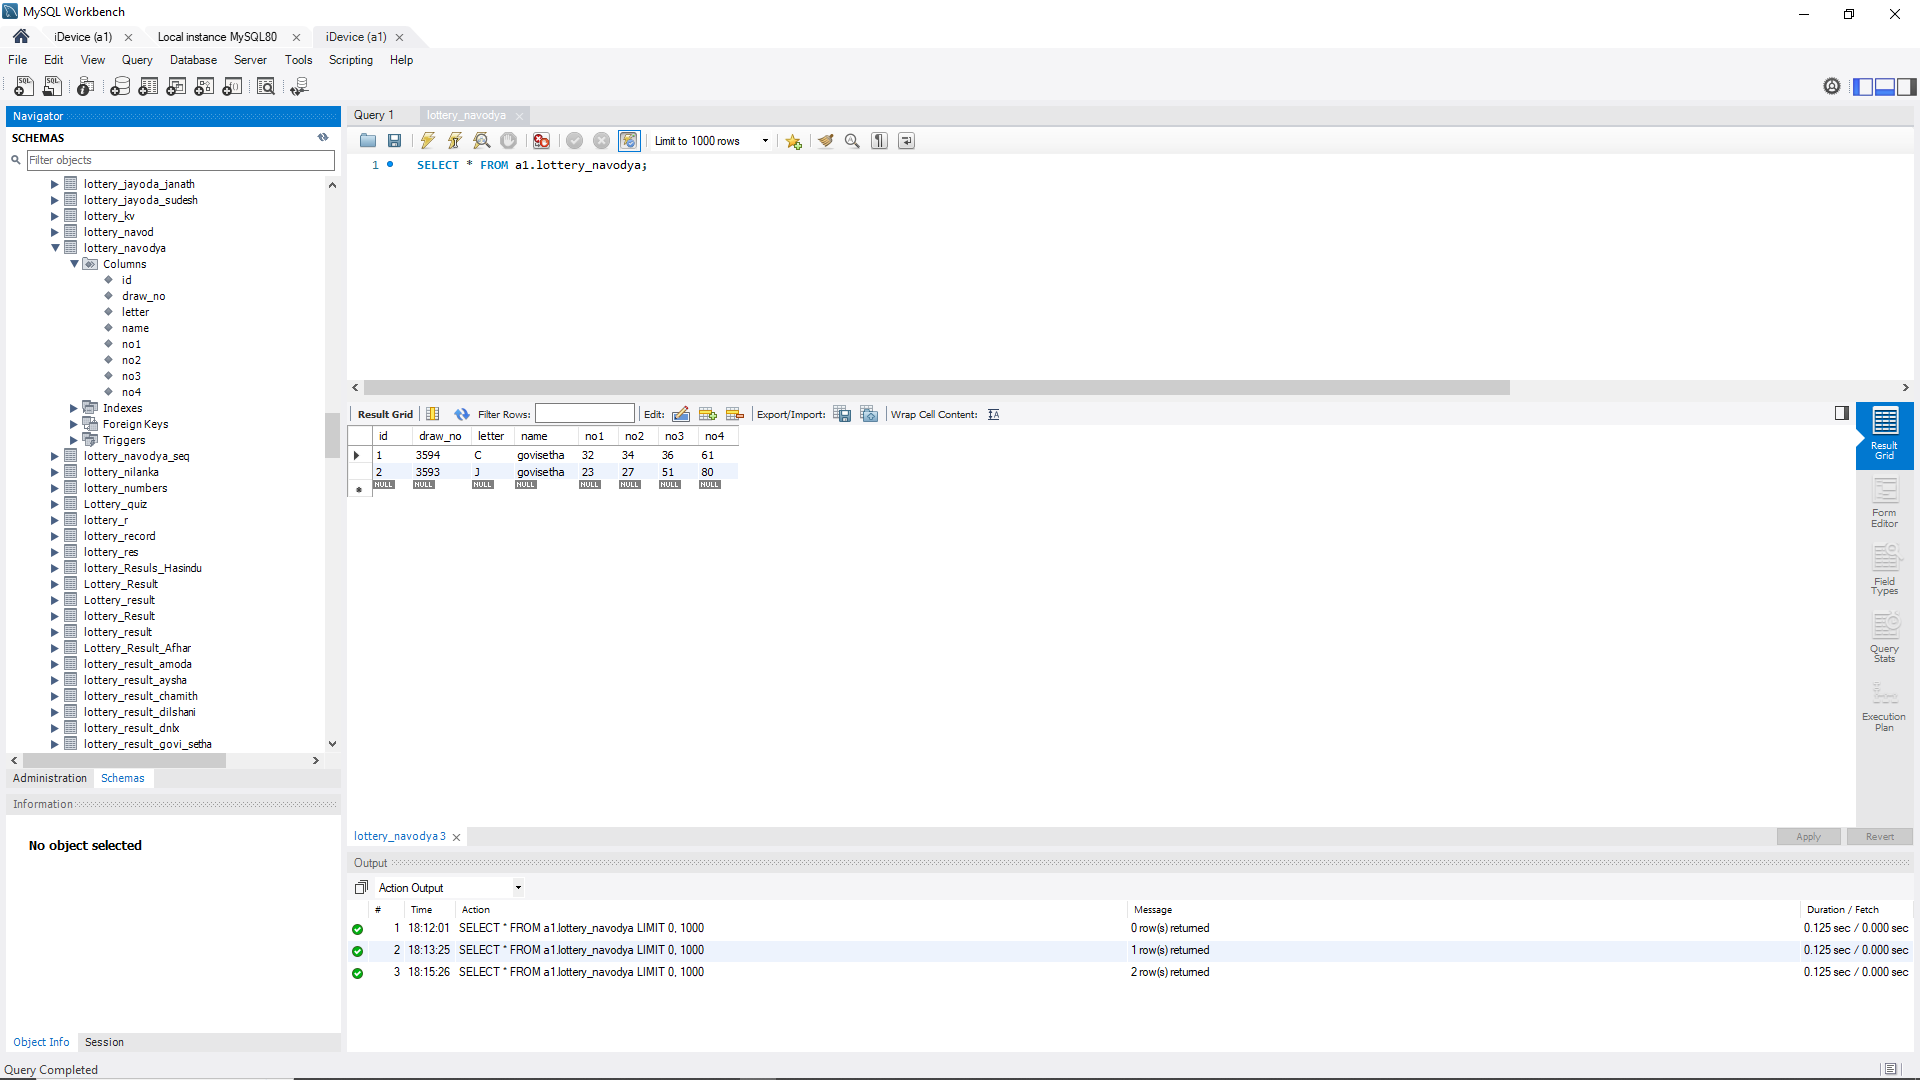 MySQL Workbench
iDevice (a1) Local instance MySQL80 iDevice (a1)
File Edit View Query Database Server Tools Scripting Help
Navigator
SCHEMAS
Filter objects
lottery_jayoda_janath
lottery_jayoda_sudesh
lottery_kv
lottery_navod
lottery_navodya
Columns
id
draw_no
letter
name
no1
no2
no3
no4
Indexes
Foreign Keys
Triggers
lottery_navodya_seq
lottery_nilanka
lottery_numbers
Lottery_quiz
lottery_r
lottery_record
lottery_res
lottery_Resuls_Hasindu
Lottery_Result
Lottery_result
lottery_Result
lottery_result
Lottery_Result_Afhar
lottery_result_amoda
lottery_result_aysha
lottery_result_chamith
lottery_result_dilshani
lottery_result_dnlx
lottery_result_govi_setha
Administration Schemas
Information
No object selected
Object Info Session
Query 1 lottery_navodya
Limit to 1000 rows
1 SELECT * FROM a1.lottery_navodya;
Result Grid Filter Rows: Edit: Export/Import: Wrap Cell Content:
id draw_no letter name no1 no2 no3 no4
1 3594 C govisetha 32 34 36 61
2 3593 J govisetha 23 27 51 80
NULL NULL NULL NULL NULL NULL NULL NULL
Result
Grid
Form
Editor
Field
Types
Query
Stats
Execution
Plan
lottery_navodya 3 Apply Revert
Output
Action Output
# Time Action Message Duration / Fetch
1 18:12:01 SELECT * FROM a1.lottery_navodya LIMIT 0, 1000 0 row(s) returned 0.125 sec / 0.000 sec
2 18:13:25 SELECT * FROM a1.lottery_navodya LIMIT 0, 1000 1 row(s) returned 0.125 sec / 0.000 sec
3 18:15:26 SELECT * FROM a1.lottery_navodya LIMIT 0, 1000 2 row(s) returned 0.125 sec / 0.000 sec
Query Completed